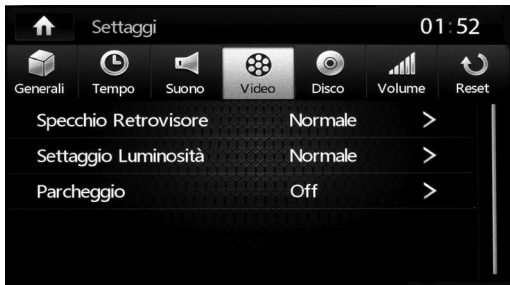 Settaggi 01:52
Generali Tempo Suono Video Disco Volume Reset
Specchio Retrovisore Normale >
Settaggio Luminosità Normale >
Parcheggio Off >